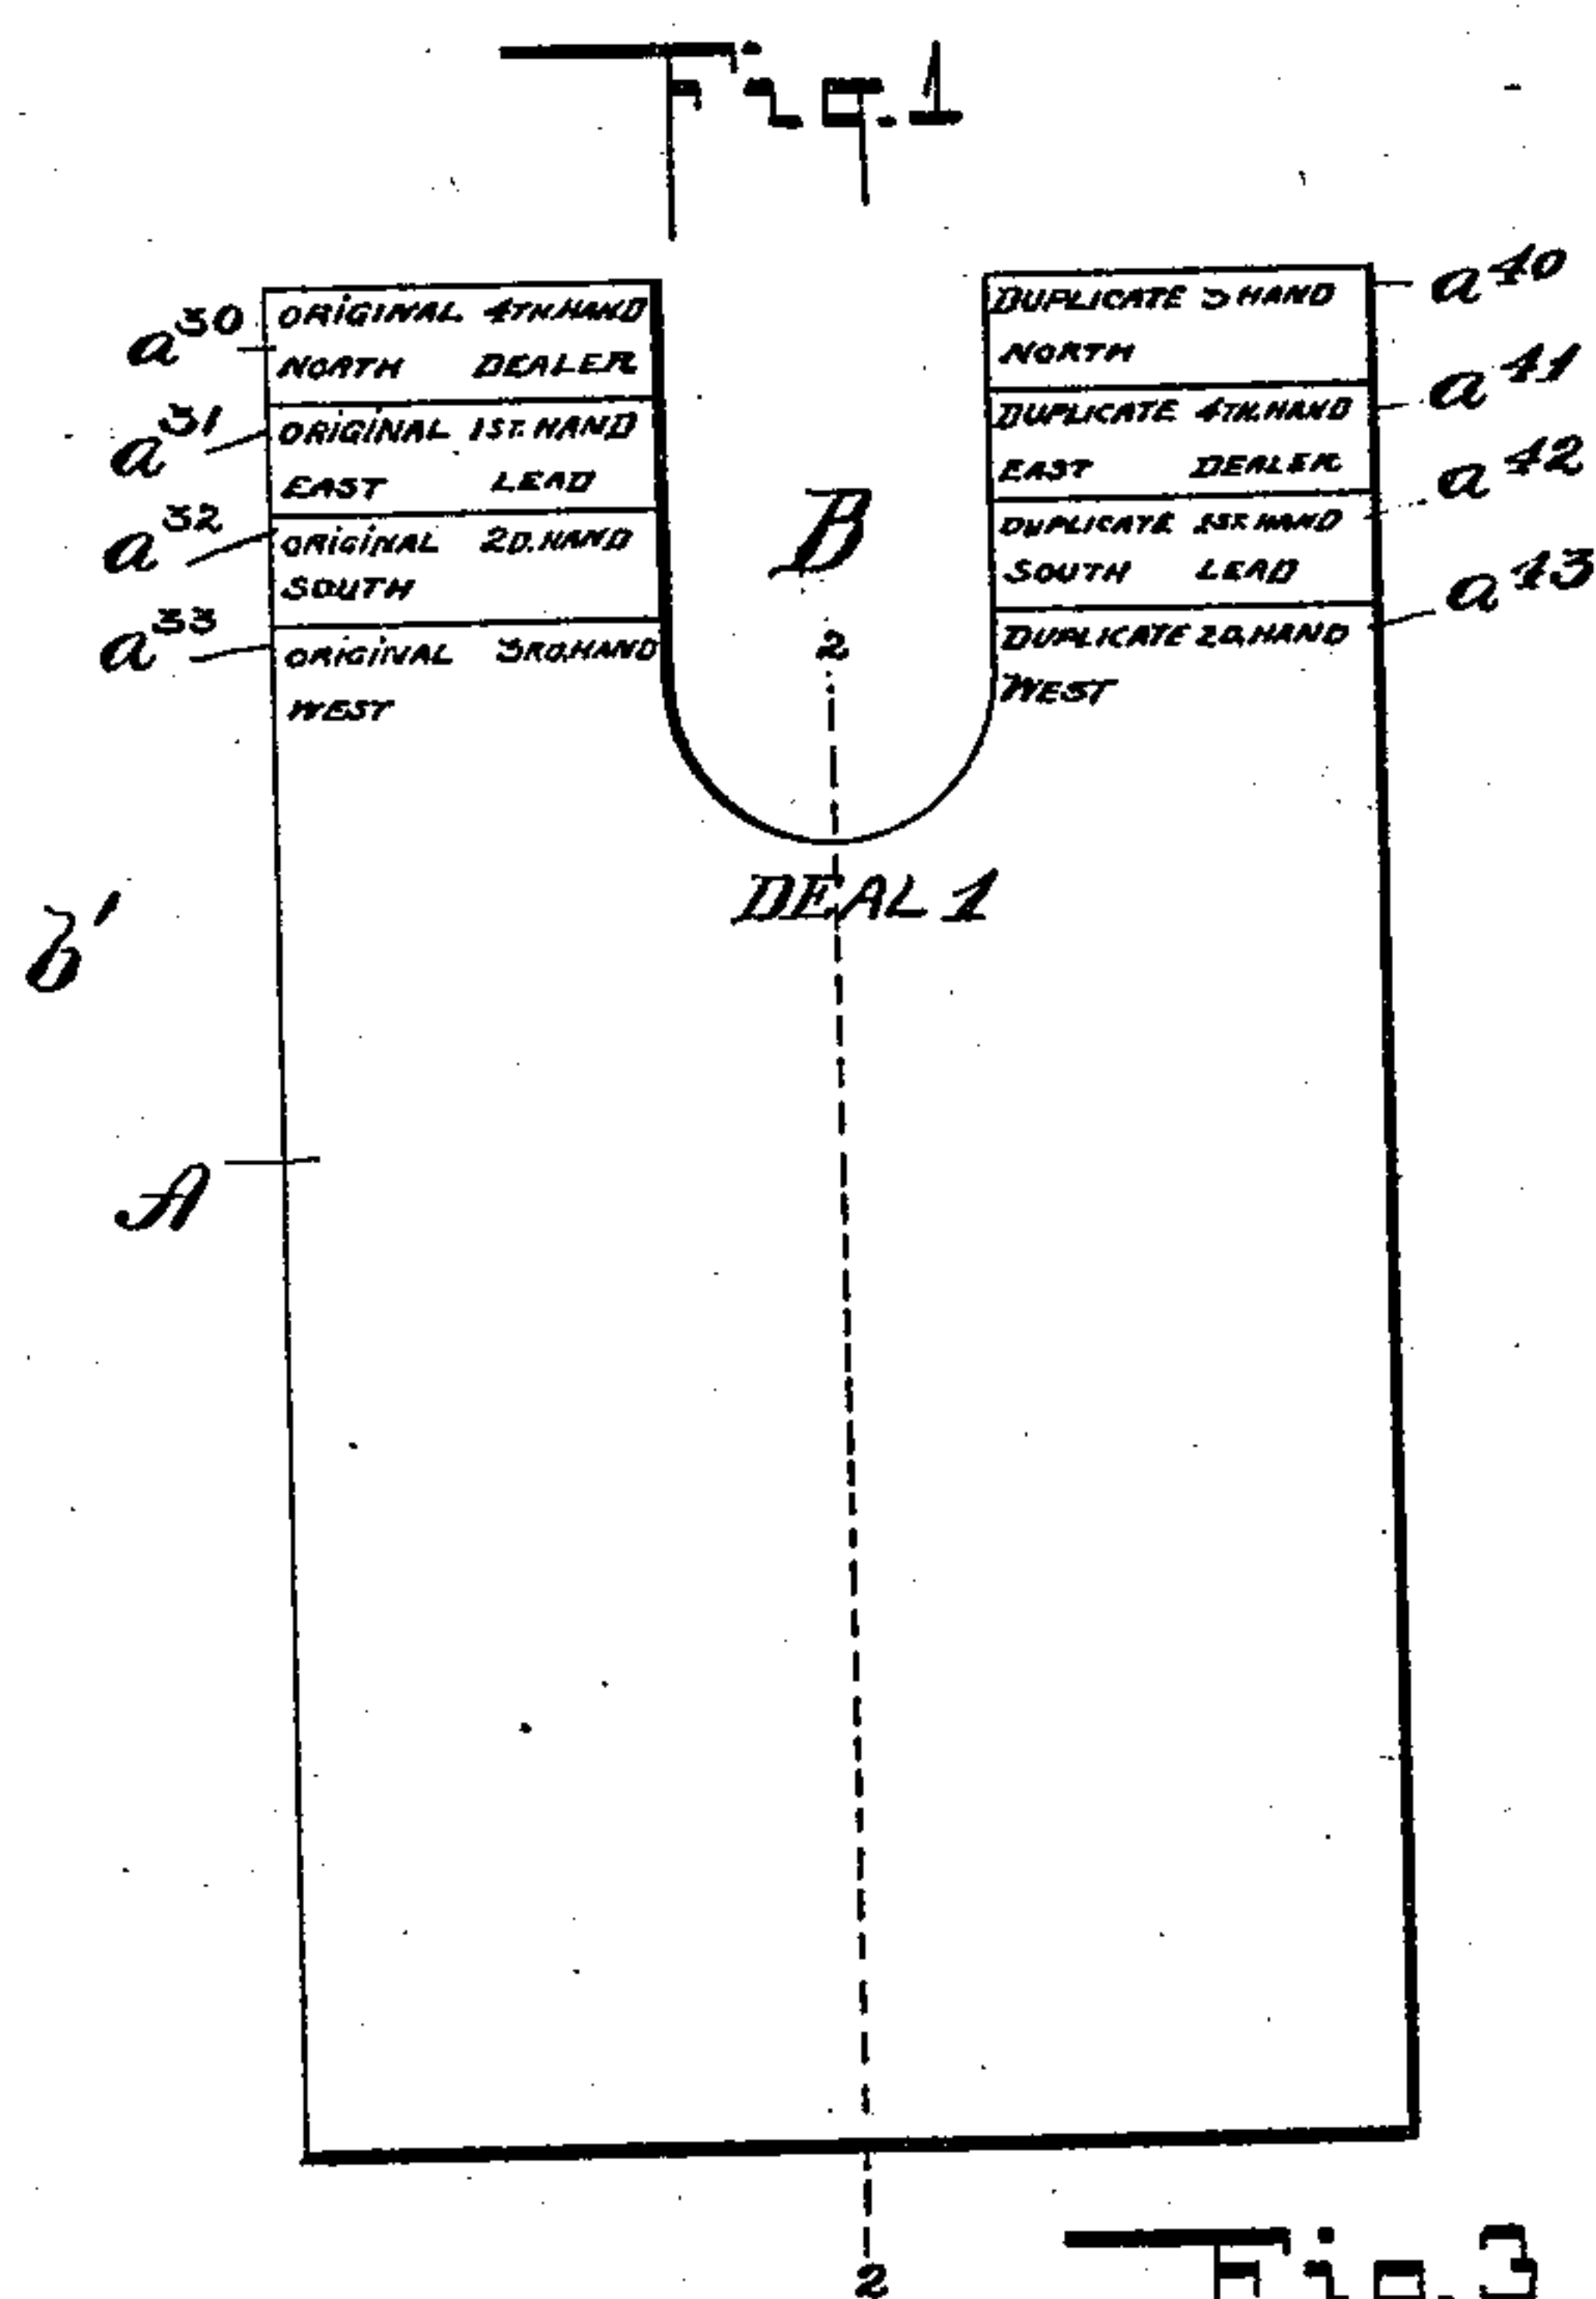 Fig.1
a30
ORIGINAL 4TH.HAND
NORTH DEALER
a31
ORIGINAL 1ST.HAND
EAST LEAD
a32
ORIGINAL 2D.HAND
SOUTH
a33
ORIGINAL 3RD.HAND
WEST
B
2
DUPLICATE 3 HAND
NORTH
a40
DUPLICATE 4TH.HAND
EAST DEALER
a41
DUPLICATE 1ST.HAND
SOUTH LEAD
a42
DUPLICATE 2D.HAND
WEST
a43
DEAL 1
b'
A
2
Fig.3